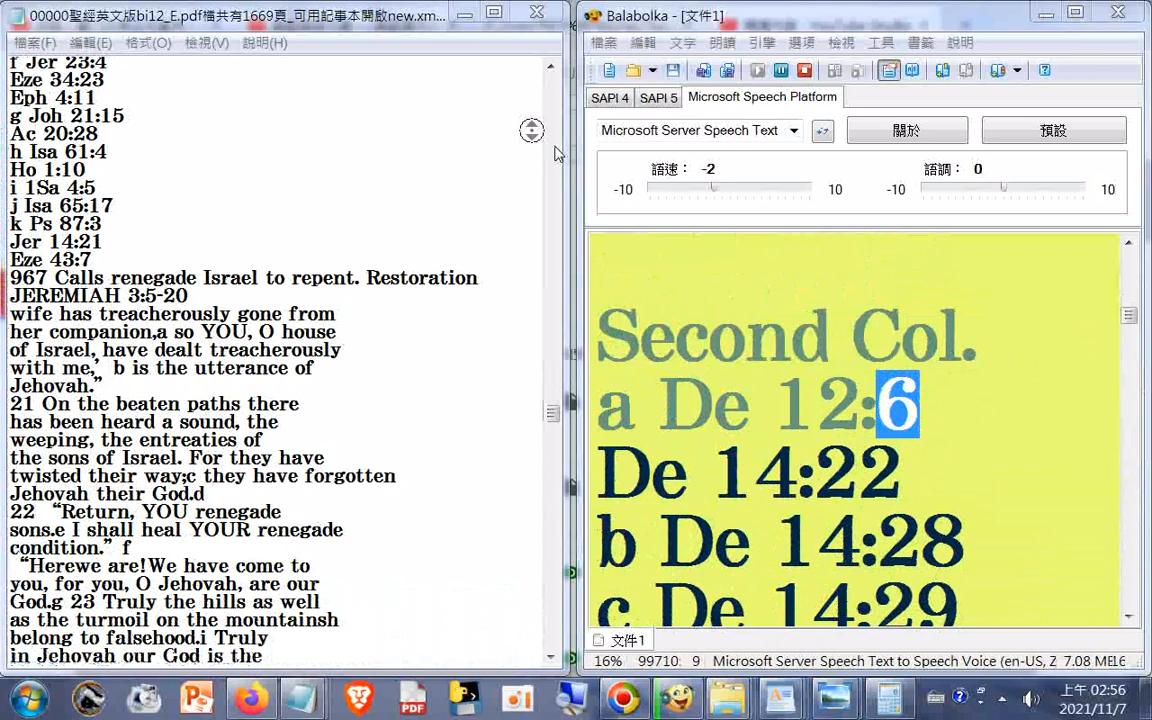 00000聖經英文版bi12_E.pdf檔共有1669頁_可用記事本開啟new.xm...
檔案(F) 編輯(E) 格式(O) 檢視(V) 說明(H)
f Jer 23:4
Eze 34:23
Eph 4:11
g Joh 21:15
Ac 20:28
h Isa 61:4
Ho 1:10
i 1Sa 4:5
j Isa 65:17
k Ps 87:3
Jer 14:21
Eze 43:7
967 Calls renegade Israel to repent. Restoration
JEREMIAH 3:5-20
wife has treacherously gone from
her companion,a so YOU, O house
of Israel, have dealt treacherously
with me,’ b is the utterance of
Jehovah.”
21 On the beaten paths there
has been heard a sound, the
weeping, the entreaties of
the sons of Israel. For they have
twisted their way;c they have forgotten
Jehovah their God.d
22 “Return, YOU renegade
sons.e I shall heal YOUR renegade
condition.” f
“Herewe are!We have come to
you, for you, O Jehovah, are our
God.g 23 Truly the hills as well
as the turmoil on the mountainsh
belong to falsehood.i Truly
in Jehovah our God is the
Balabolka - [文件1]
檔案 編輯 文字 朗讀 引擎 選項 檢視 工具 書籤 說明
SAPI 4 SAPI 5 Microsoft Speech Platform
Microsoft Server Speech Text 關於 預設
語速： -2 語調： 0
-10 10 -10 10
Second Col.
a De 12:6
De 14:22
b De 14:28
c De 14:29
文件1
16% 99710: 9 Microsoft Server Speech Text to Speech Voice (en-US, Z 7.08 ME
上午 02:56
2021/11/7